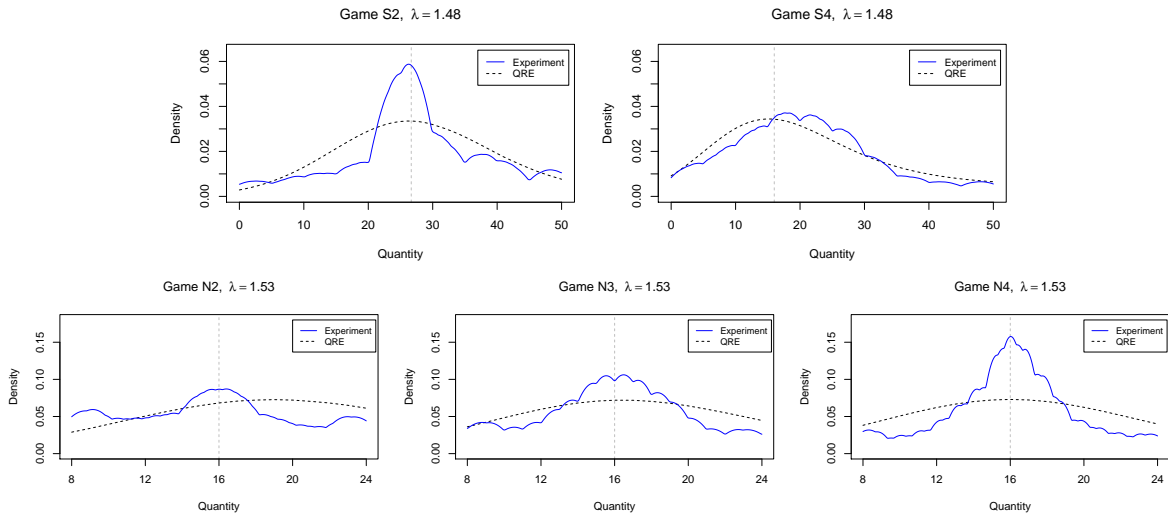 Game S2, λ = 1.48
Density
0.00
0.02
0.04
0.06
Experiment
QRE
0 10 20 30 40 50
Quantity
Game S4, λ = 1.48
Density
0.00
0.02
0.04
0.06
Experiment
QRE
0 10 20 30 40 50
Quantity
Game N2, λ = 1.53
Density
0.00
0.05
0.10
0.15
Experiment
QRE
8 12 16 20 24
Quantity
Game N3, λ = 1.53
Density
0.00
0.05
0.10
0.15
Experiment
QRE
8 12 16 20 24
Quantity
Game N4, λ = 1.53
Density
0.00
0.05
0.10
0.15
Experiment
QRE
8 12 16 20 24
Quantity